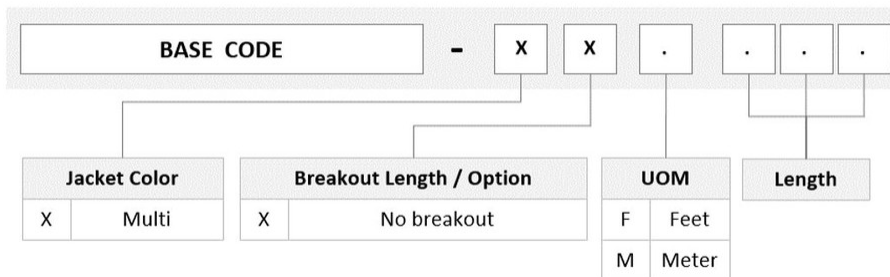 BASE CODE - X X . . . .
Jacket Color
X Multi
Breakout Length / Option
X No breakout
UOM
F Feet
M Meter
Length